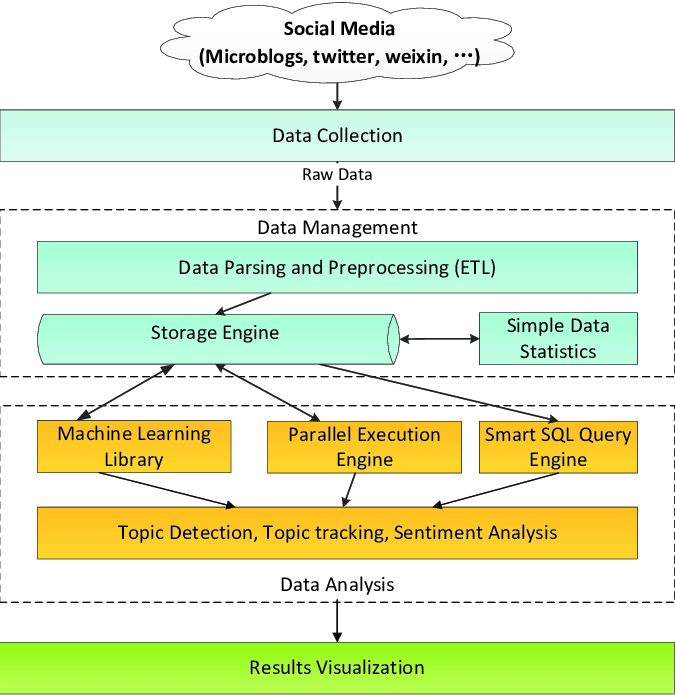 Social Media
(Microblogs, twitter, weixin, ···)
Data Collection
Raw Data
Data Management
Data Parsing and Preprocessing (ETL)
Storage Engine
Simple Data
Statistics
Machine Learning
Library
Parallel Execution
Engine
Smart SQL Query
Engine
Topic Detection, Topic tracking, Sentiment Analysis
Data Analysis
Results Visualization